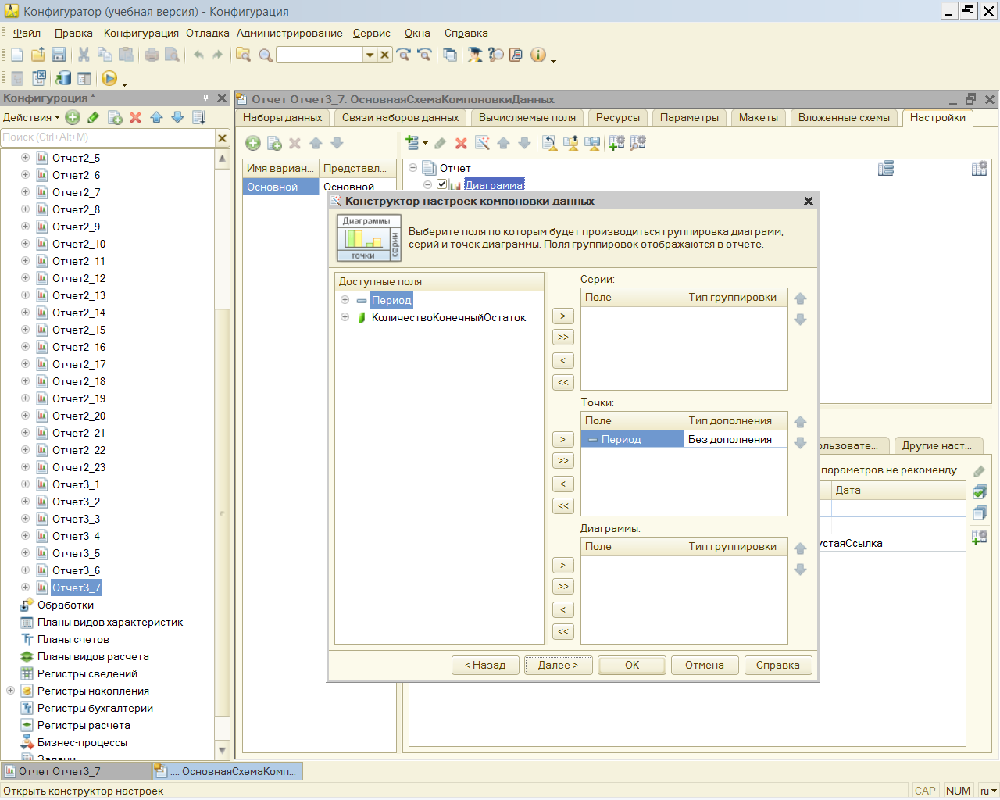 Конфигуратор (учебная версия) - Конфигурация
Файл Правка Конфигурация Отладка Администрирование Сервис Окна Справка
Конфигурация *
Действия
Поиск (Ctrl+Alt+M)
Отчет2_5
Отчет2_6
Отчет2_7
Отчет2_8
Отчет2_9
Отчет2_10
Отчет2_11
Отчет2_12
Отчет2_13
Отчет2_14
Отчет2_15
Отчет2_16
Отчет2_17
Отчет2_18
Отчет2_19
Отчет2_20
Отчет2_21
Отчет2_22
Отчет2_23
Отчет3_1
Отчет3_2
Отчет3_3
Отчет3_4
Отчет3_5
Отчет3_6
Отчет3_7
Обработки
Планы видов характеристик
Планы счетов
Планы видов расчета
Регистры сведений
Регистры накопления
Регистры бухгалтерии
Регистры расчета
Бизнес-процессы
Задачи
Отчет Отчет3_7: ОсновнаяСхемаКомпоновкиДанных
Наборы данных Связи наборов данных Вычисляемые поля Ресурсы Параметры Макеты Вложенные схемы Настройки
Имя вариан... Представл...
Основной Основной
Отчет
Диаграмма
Конструктор настроек компоновки данных
Диаграммы
серии
точки
Выберите поля по которым будет производиться группировка диаграмм,
серий и точек диаграммы. Поля группировок отображаются в отчете.
Доступные поля
Период
КоличествоКонечныйОстаток
>
>>
<
<<
Серии:
Поле Тип группировки
>
>>
<
<<
Точки:
Поле Тип дополнения
Период Без дополнения
>
>>
<
<<
Диаграммы:
Поле Тип группировки
< Назад Далее > OK Отмена Справка
ользовате... Другие наст...
параметров не рекоменду...
Дата
устаяСсылка
Отчет Отчет3_7 ...: ОсновнаяСхемаКомп...
Открыть конструктор настроек CAP NUM ru